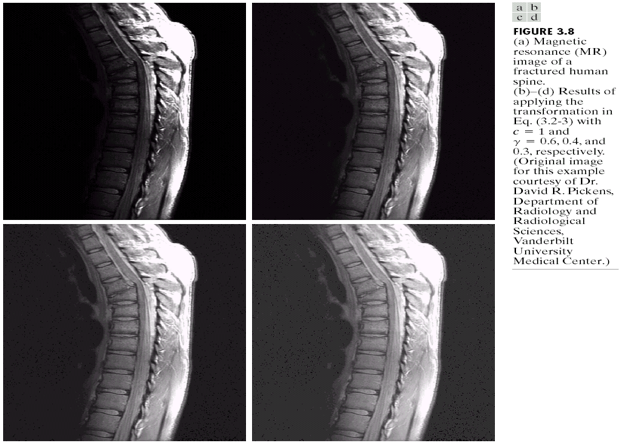 a b
c d
FIGURE 3.8
(a) Magnetic
resonance (MR)
image of a
fractured human
spine.
(b)–(d) Results of
applying the
transformation in
Eq. (3.2-3) with
c = 1 and
γ = 0.6, 0.4, and
0.3, respectively.
(Original image
for this example
courtesy of Dr.
David R. Pickens,
Department of
Radiology and
Radiological
Sciences,
Vanderbilt
University
Medical Center.)